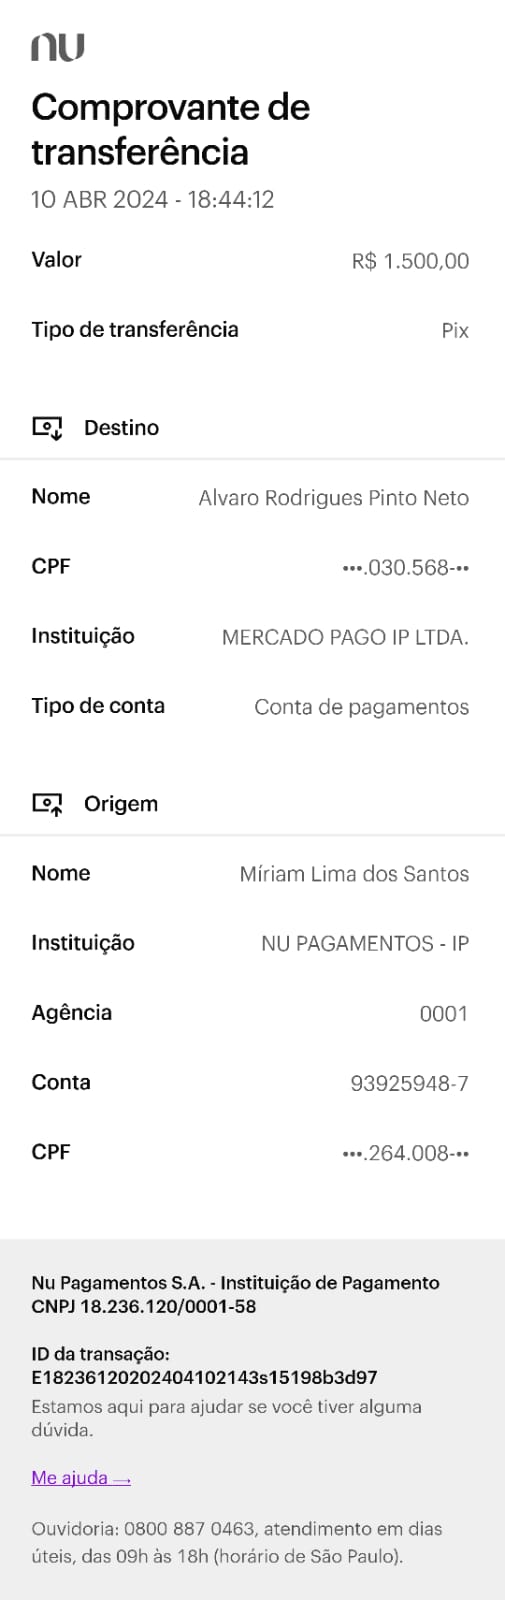 nu
Comprovante de
transferência
10 ABR 2024 - 18:44:12
Valor R$ 1.500,00
Tipo de transferência Pix
Destino
Nome Alvaro Rodrigues Pinto Neto
CPF •••.030.568-••
Instituição MERCADO PAGO IP LTDA.
Tipo de conta Conta de pagamentos
Origem
Nome Míriam Lima dos Santos
Instituição NU PAGAMENTOS - IP
Agência 0001
Conta 93925948-7
CPF •••.264.008-••
Nu Pagamentos S.A. - Instituição de Pagamento
CNPJ 18.236.120/0001-58
ID da transação:
E18236120202404102143s15198b3d97
Estamos aqui para ajudar se você tiver alguma
dúvida.
Me ajuda →
Ouvidoria: 0800 887 0463, atendimento em dias
úteis, das 09h às 18h (horário de São Paulo).